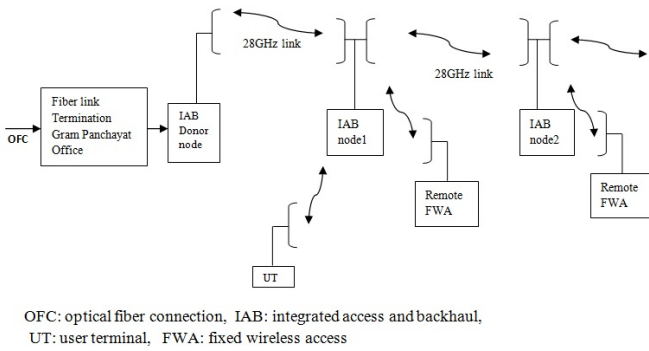 28GHz link
28GHz link
OFC
Fiber link
Termination
Gram Panchayat
Office
IAB
Donor
node
IAB
node1
IAB
node2
Remote
FWA
Remote
FWA
UT
OFC: optical fiber connection, IAB: integrated access and backhaul,
UT: user terminal, FWA: fixed wireless access